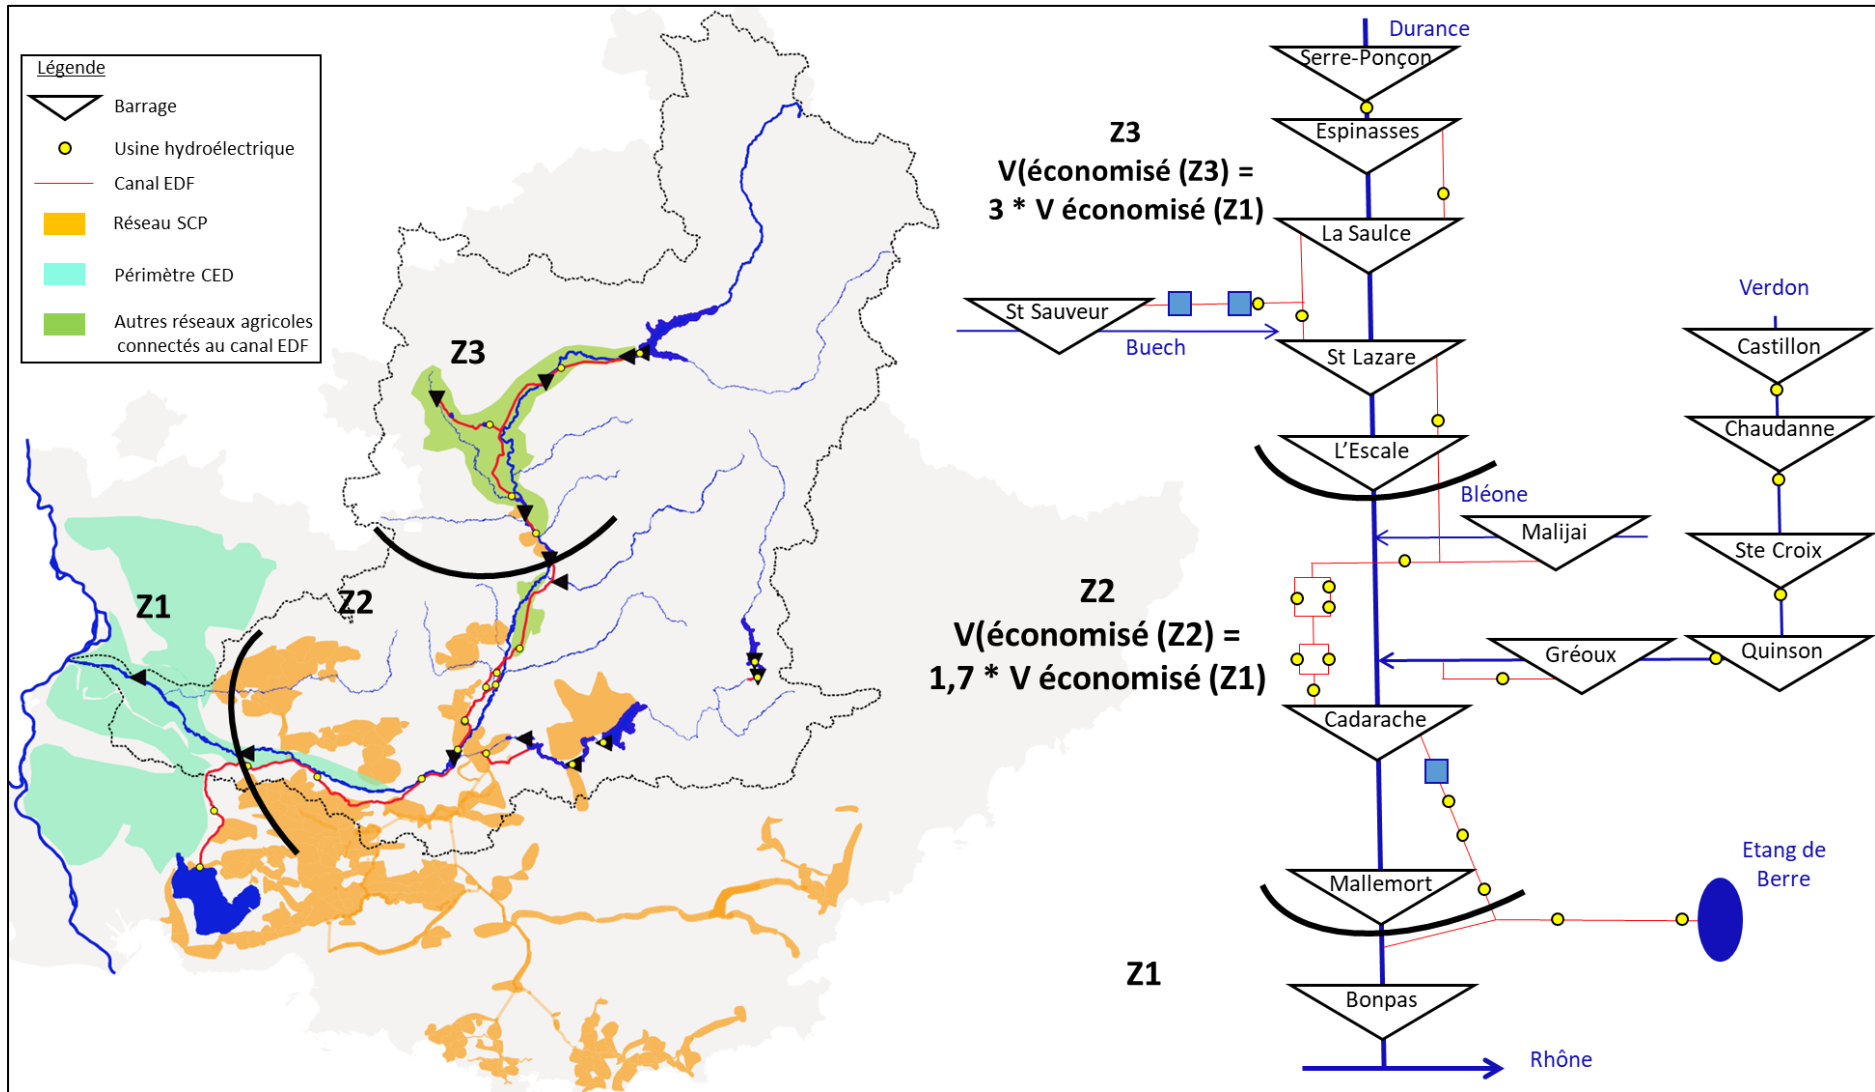 Légende
Barrage
Usine hydroélectrique
Canal EDF
Réseau SCP
Périmètre CED
Autres réseaux agricoles
connectés au canal EDF
Z3
Z2
Z1
Z3
V(économisé (Z3) =
3 * V économisé (Z1)
Z2
V(économisé (Z2) =
1,7 * V économisé (Z1)
Z1
Durance
Serre-Ponçon
Espinasses
La Saulce
St Sauveur
Buech
St Lazare
L'Escale
Bléone
Malijai
Verdon
Castillon
Chaudanne
Ste Croix
Quinson
Gréoux
Cadarache
Mallemort
Etang de
Berre
Bonpas
Rhône